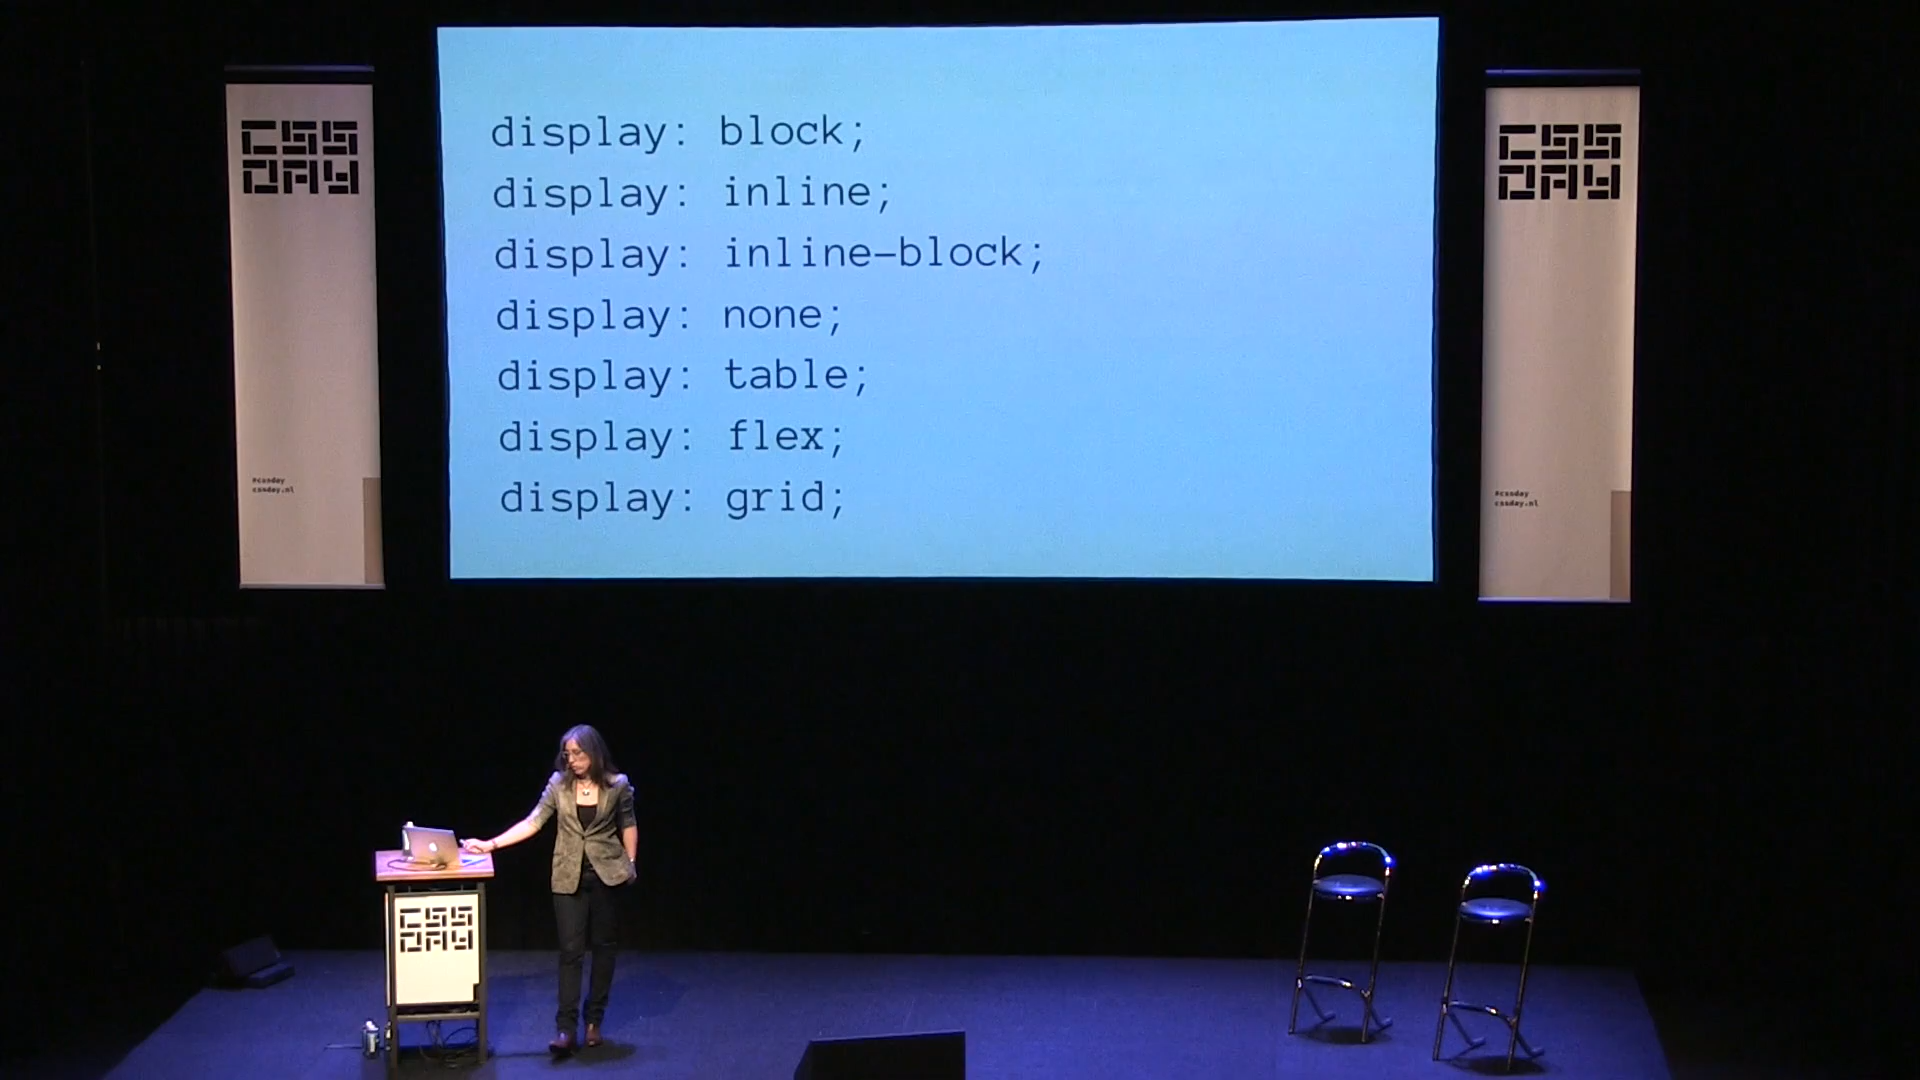 display: block;
display: inline;
display: inline-block;
display: none;
display: table;
display: flex;
display: grid;
CSS
DAY
#cssday
cssday.nl
CSS
DAY
#cssday
cssday.nl
CSS
DAY